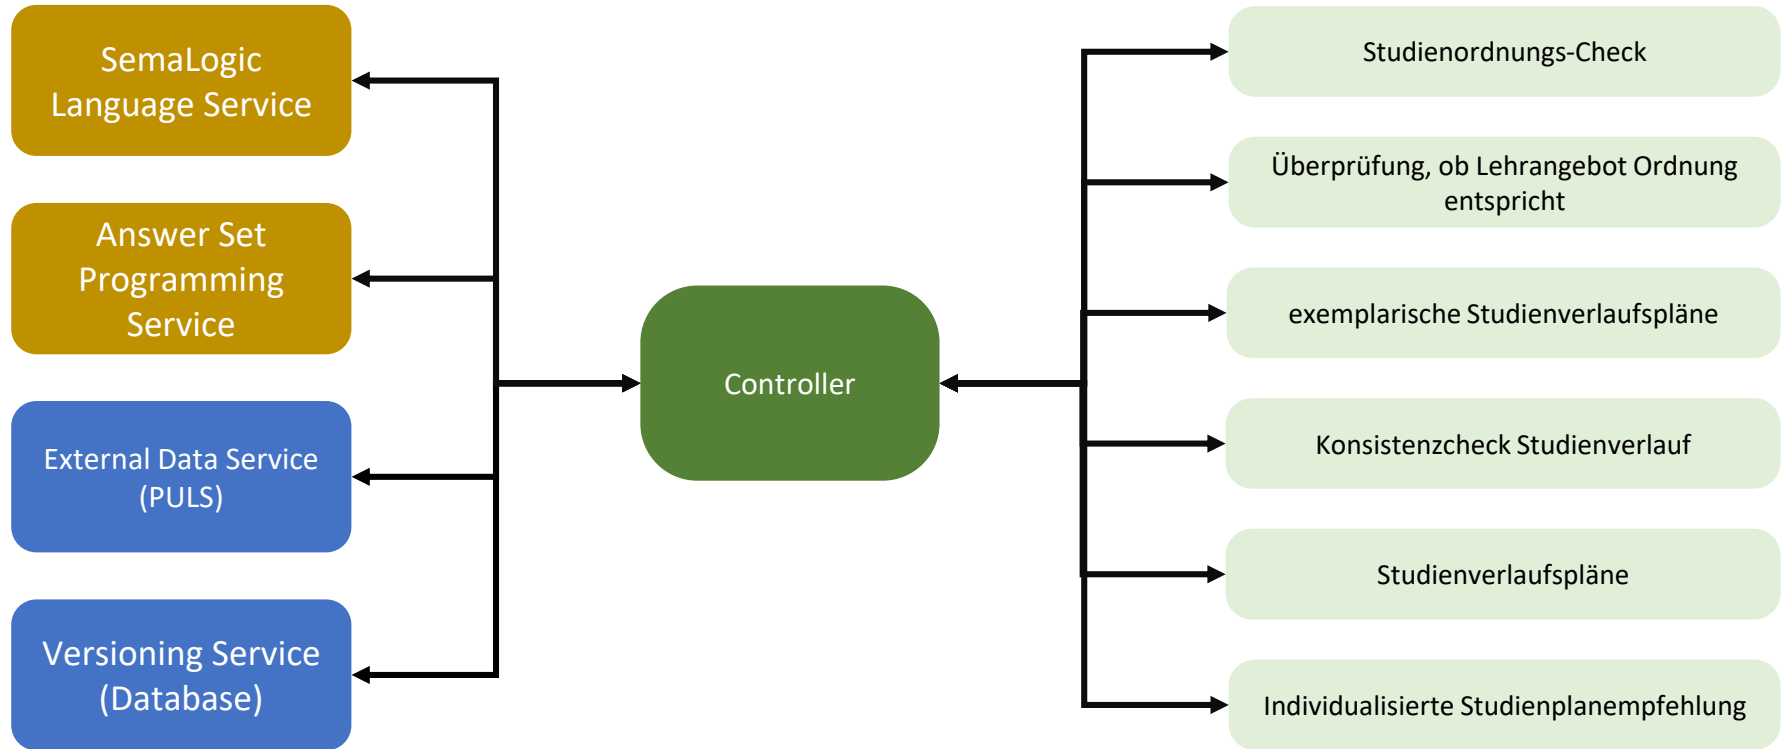 SemaLogic
Language Service
Answer Set
Programming
Service
External Data Service
(PULS)
Versioning Service
(Database)
Controller
Studienordnungs-Check
Überprüfung, ob Lehrangebot Ordnung
entspricht
exemplarische Studienverlaufspläne
Konsistenzcheck Studienverlauf
Studienverlaufspläne
Individualisierte Studienplanempfehlung